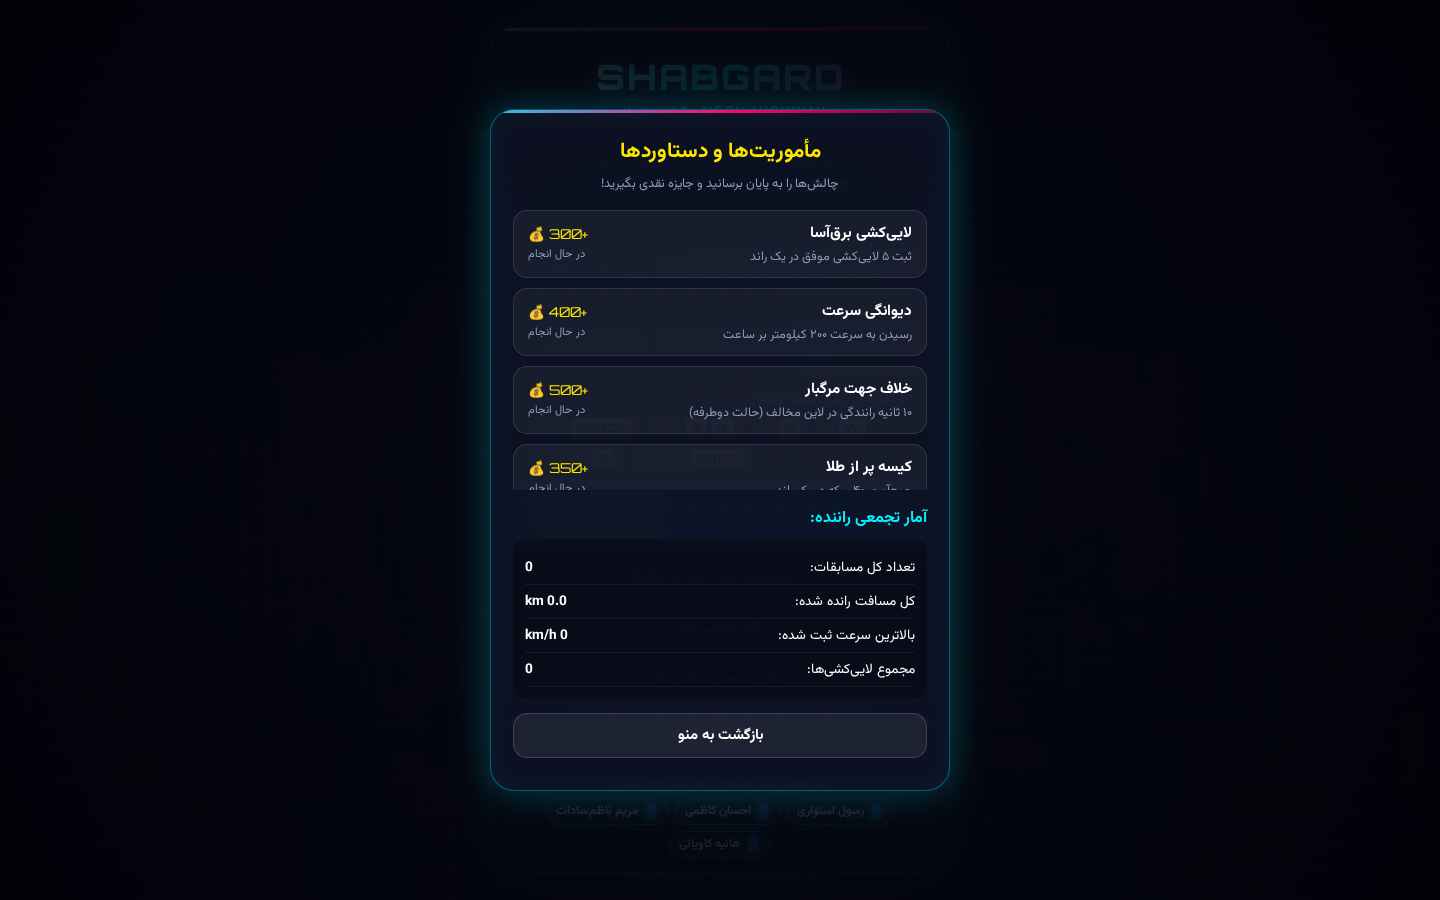 SHABGARD
مأموریت‌ها و دستاوردها
چالش‌ها را به پایان برسانید و جایزه نقدی بگیرید!
لایی‌کشی برق‌آسا
ثبت ۵ لایی‌کشی موفق در یک راند
+300 💰
در حال انجام
دیوانگی سرعت
رسیدن به سرعت ۲۰۰ کیلومتر بر ساعت
+400 💰
در حال انجام
خلاف جهت مرگبار
۱۰ ثانیه رانندگی در لاین مخالف (حالت دوطرفه)
+500 💰
در حال انجام
کیسه پر از طلا
+350 💰
در حال انجام
آمار تجمعی راننده:
تعداد کل مسابقات: 0
کل مسافت رانده شده: 0.0 km
بالاترین سرعت ثبت شده: 0 km/h
مجموع لایی‌کشی‌ها: 0
بازگشت به منو
رسول استواری
احسان کاظمی
مریم ناظم‌سادات
هانیه کاویانی